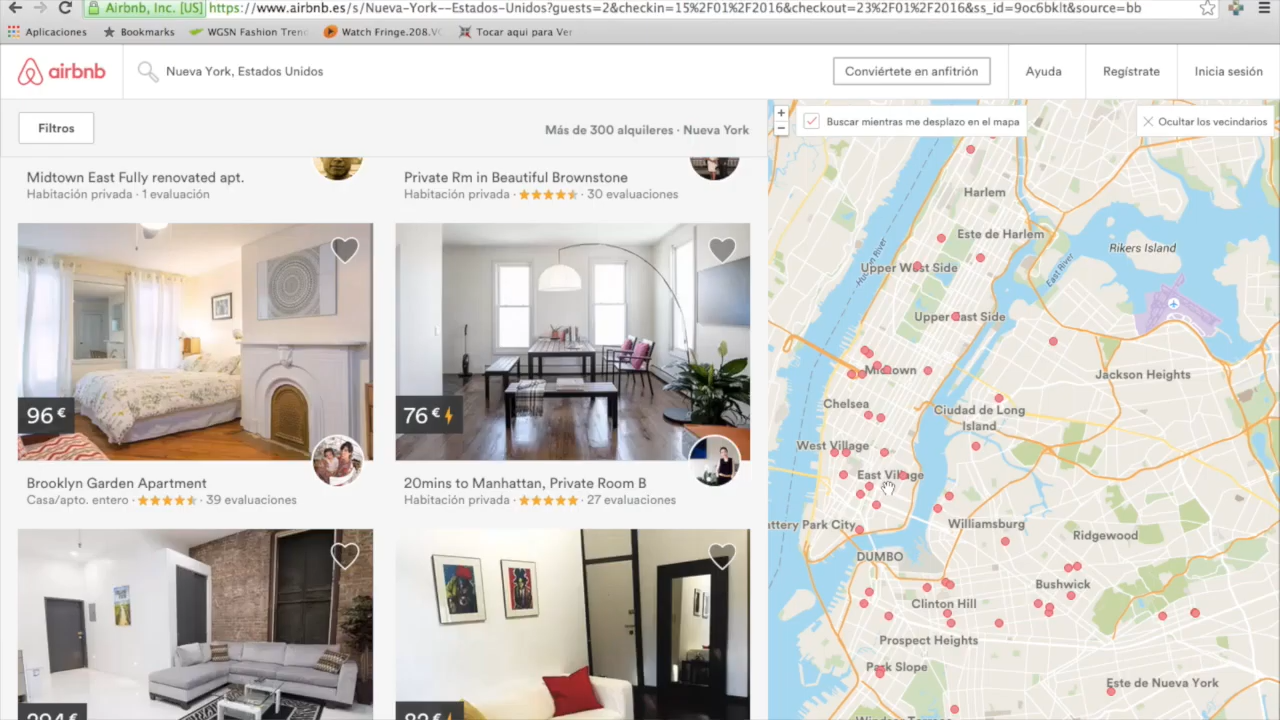 Airbnb, Inc. [US] https://www.airbnb.es/s/Nueva-York--Estados-Unidos?guests=2&checkin=15%2F01%2F2016&checkout=23%2F01%2F2016&ss_id=9oc6bklt&source=bb
Aplicaciones Bookmarks WGSN Fashion Tren Watch Fringe.208.V Tocar aqui para Ver
airbnb Nueva York, Estados Unidos Conviértete en anfitrión Ayuda Regístrate Inicia sesión
Filtros
Más de 300 alquileres · Nueva York
Midtown East Fully renovated apt.
Habitación privada · 1 evaluación
Private Rm in Beautiful Brownstone
Habitación privada · 30 evaluaciones
96 €
Brooklyn Garden Apartment
Casa/apto. entero · 39 evaluaciones
76 €
20mins to Manhattan, Private Room B
Habitación privada · 27 evaluaciones
+
−
Buscar mientras me desplazo en el mapa
Ocultar los vecindarios
Harlem
Este de Harlem
Rikers Island
Hudson River
East River
Upper West Side
Upper East Side
Midtown
Jackson Heights
Chelsea
Ciudad de Long
Island
West Village
East Village
ttery Park City
Williamsburg
Ridgewood
DUMBO
Bushwick
Clinton Hill
Prospect Heights
Park Slope
Este de Nueva York